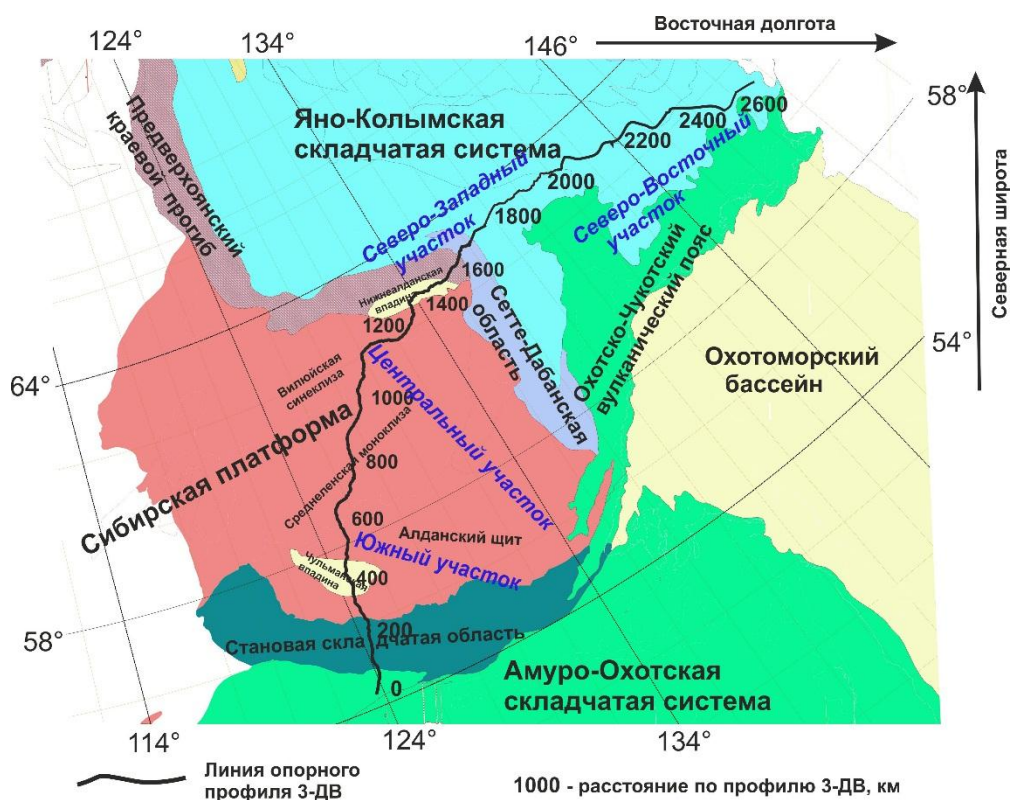 Восточная долгота
124°
134°
146°
58°
Предверхоянский
краевой прогиб
Яно-Колымская
складчатая система
2600
2400
2200
2000
1800
Северо-Западный
участок
Северо-Восточный
участок
Северная широта
1600
1400
1200
Нижнеалданская
впадина
Сетте-Дабанская
область
Охотско-Чукотский
вулканический пояс
Охотоморский
бассейн
54°
64°
Вилюйская
синеклиза
1000
Центральный участок
Сибирская платформа
Среднеленская моноклиза
800
600
Алданский щит
Южный участок
Чульманская
впадина
400
58°
200
Становая складчатая область
0
Амуро-Охотская
складчатая система
114°
124°
134°
Линия опорного
профиля 3-ДВ
1000 - расстояние по профилю 3-ДВ, км